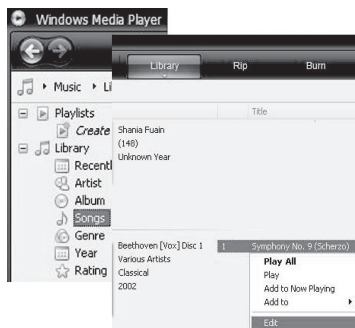 Windows Media Player
Library Rip Burn
Music
Title
Playlists
Create
Library
Artist
Album
Songs
Genre
Year
Rating
Shania Fuain
(148)
Unknown Year
Beethoven [Vox] Disc 1 1 Symphony No. 9 (Scherzo)
Various Artists
Classical
2002
Play All
Play
Add to Now Playing
Add to
Edit